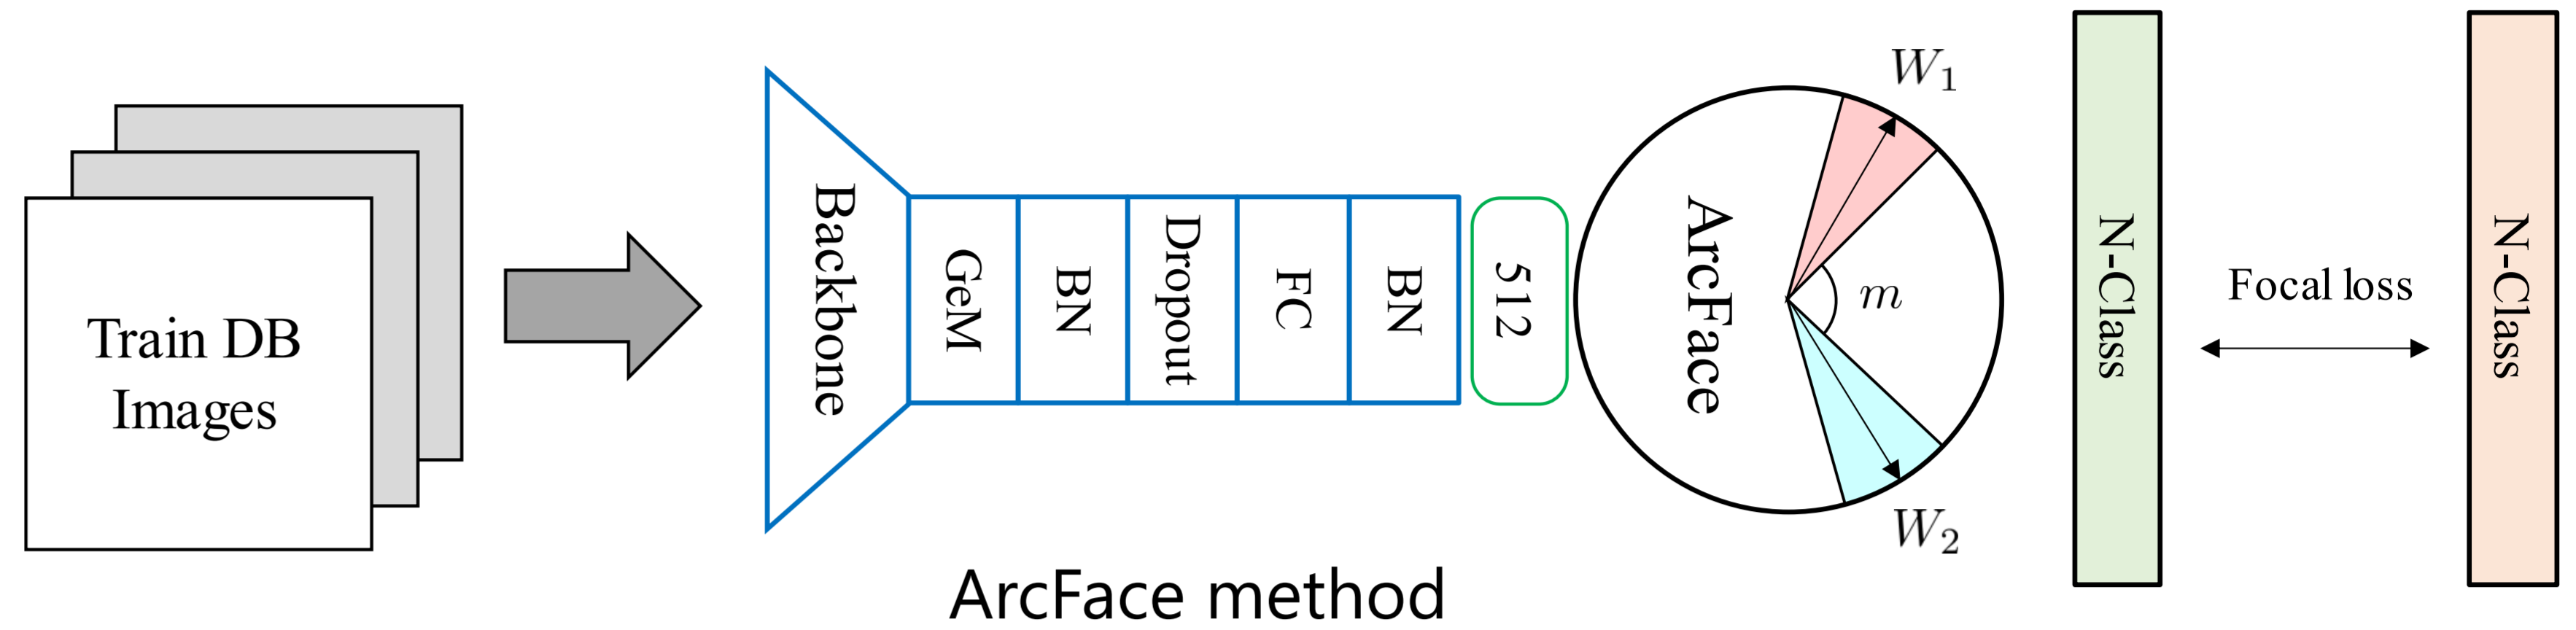 Train DB
Images
Backbone
GeM
BN
Dropout
FC
BN
512
ArcFace
W1
m
W2
N-Class
Focal loss
N-Class
ArcFace method